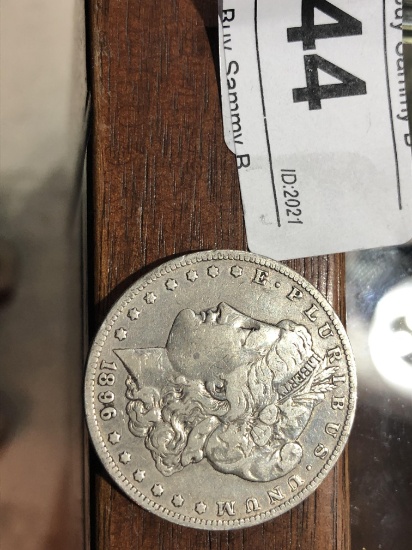 Buy Sammy B
44
ID:2021
E·PLURIBUS·UNUM·
LIBERTY
1896